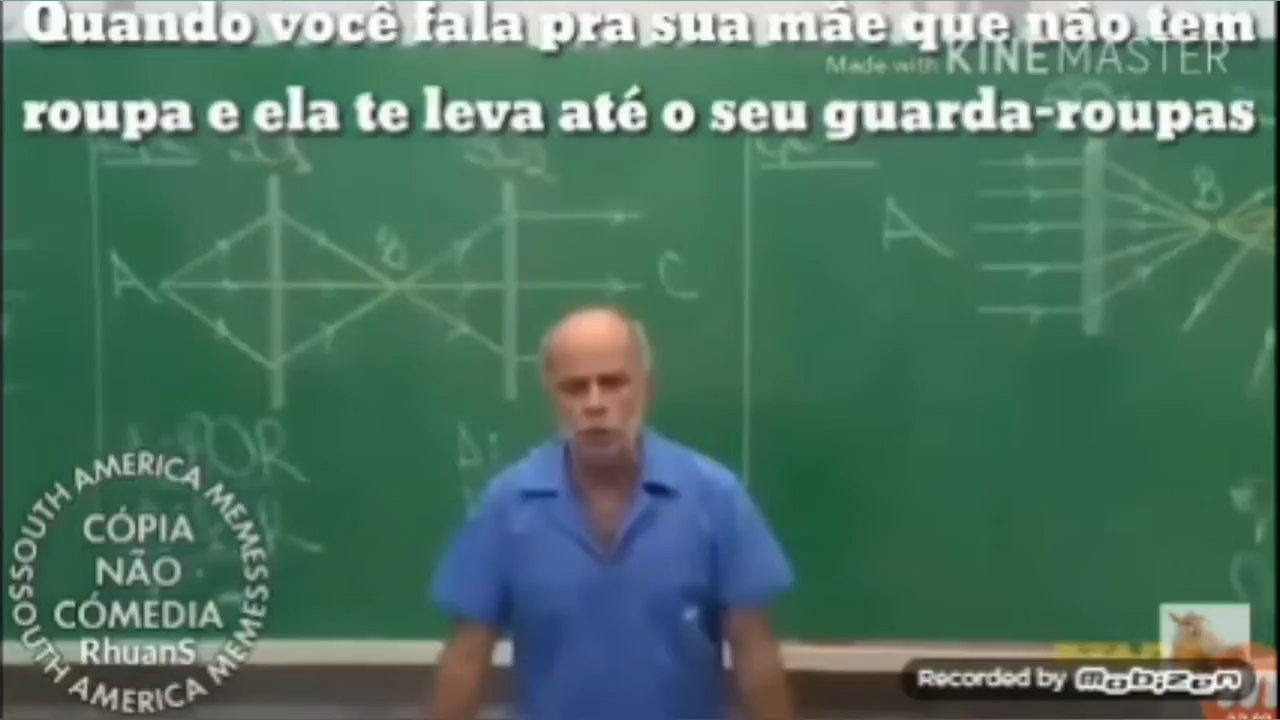 Quando você fala pra sua mãe que não tem
Made with KINEMASTER
roupa e ela te leva até o seu guarda-roupas
B
A
B
C
A
SOUTH AMERICA MEMES
CÓPIA
NÃO
CÓMEDIA
RhuanS
SOUTH AMERICA MEMES
Recorded by Mobizen